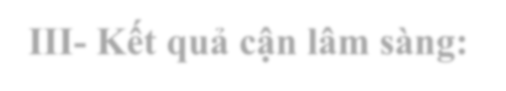 III- Kết quả cận lâm sàng: